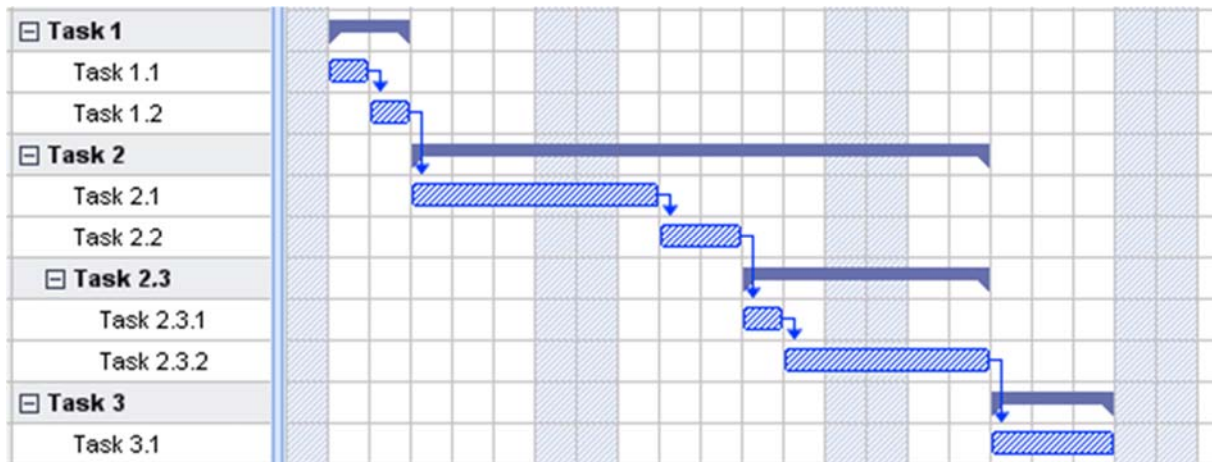 Task 1
Task 1.1
Task 1.2
Task 2
Task 2.1
Task 2.2
Task 2.3
Task 2.3.1
Task 2.3.2
Task 3
Task 3.1